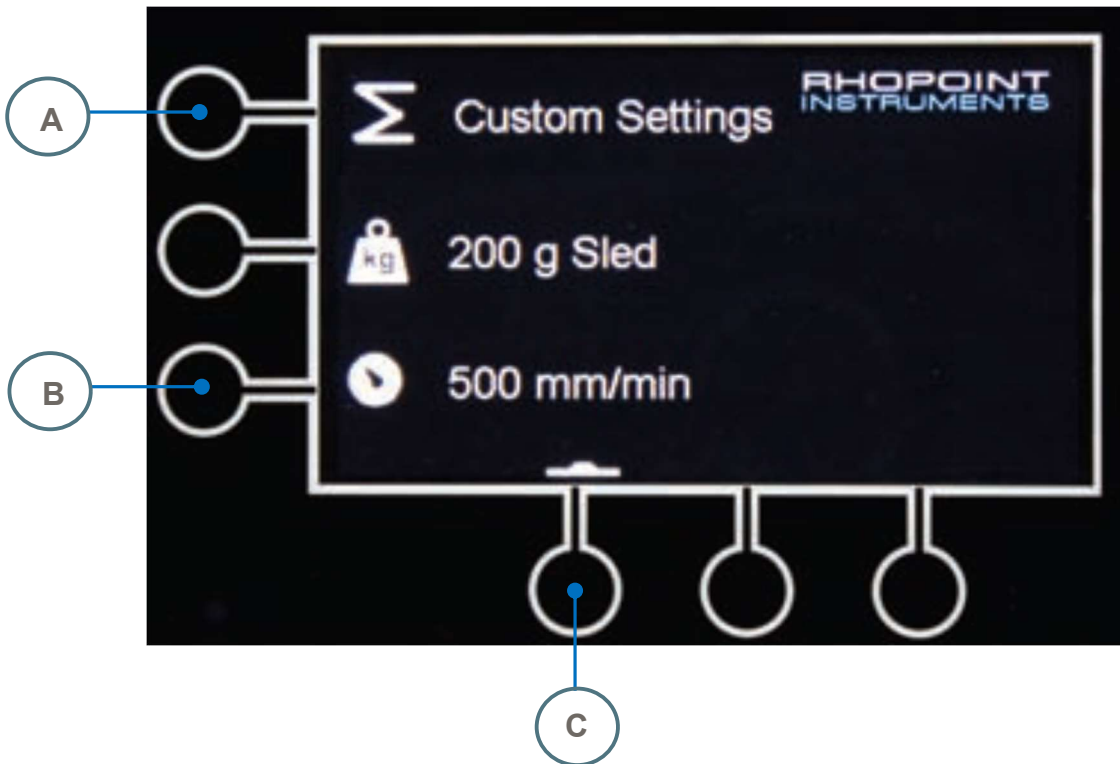 A
Custom Settings
RHOPOINT
INSTRUMENTS
kg
200 g Sled
B
500 mm/min
C